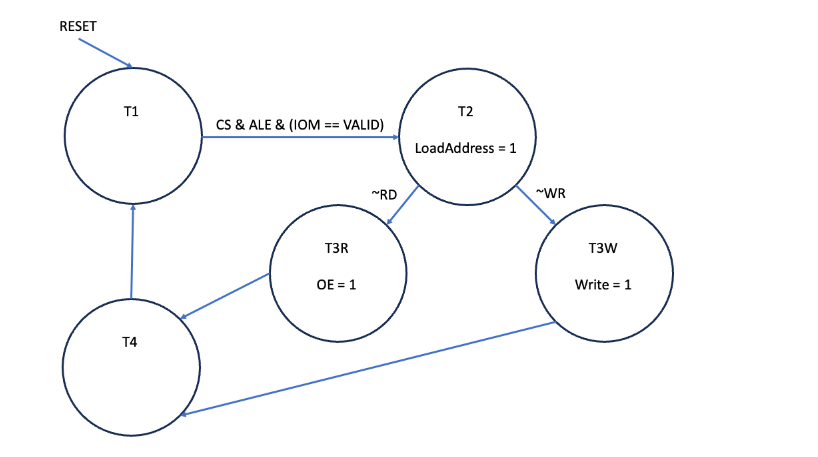 RESET
T1
CS & ALE & (IOM == VALID)
T2
LoadAddress = 1
~RD
~WR
T3R
OE = 1
T3W
Write = 1
T4